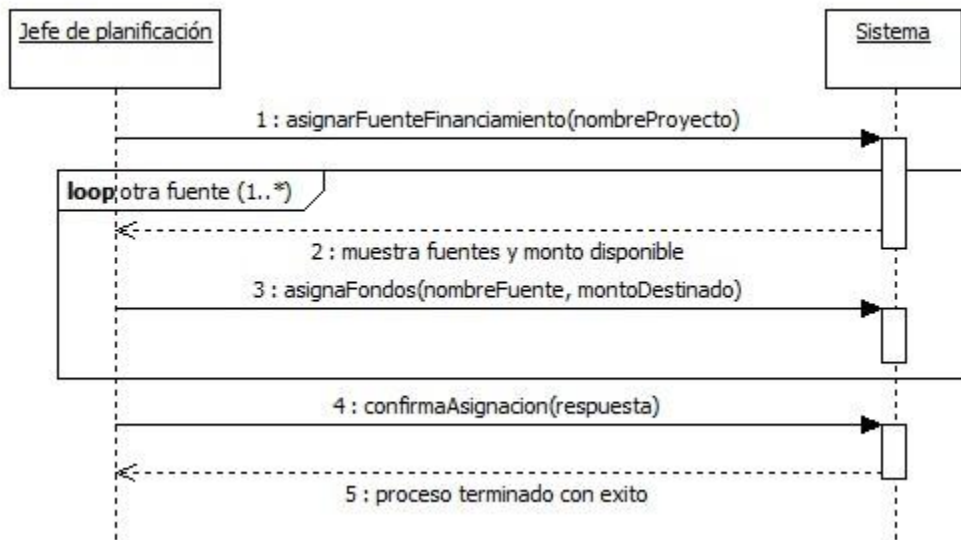 Jefe de planificación
Sistema
1 : asignarFuenteFinanciamiento(nombreProyecto)
loop otra fuente (1..*)
2 : muestra fuentes y monto disponible
3 : asignaFondos(nombreFuente, montoDestinado)
4 : confirmaAsignacion(respuesta)
5 : proceso terminado con exito